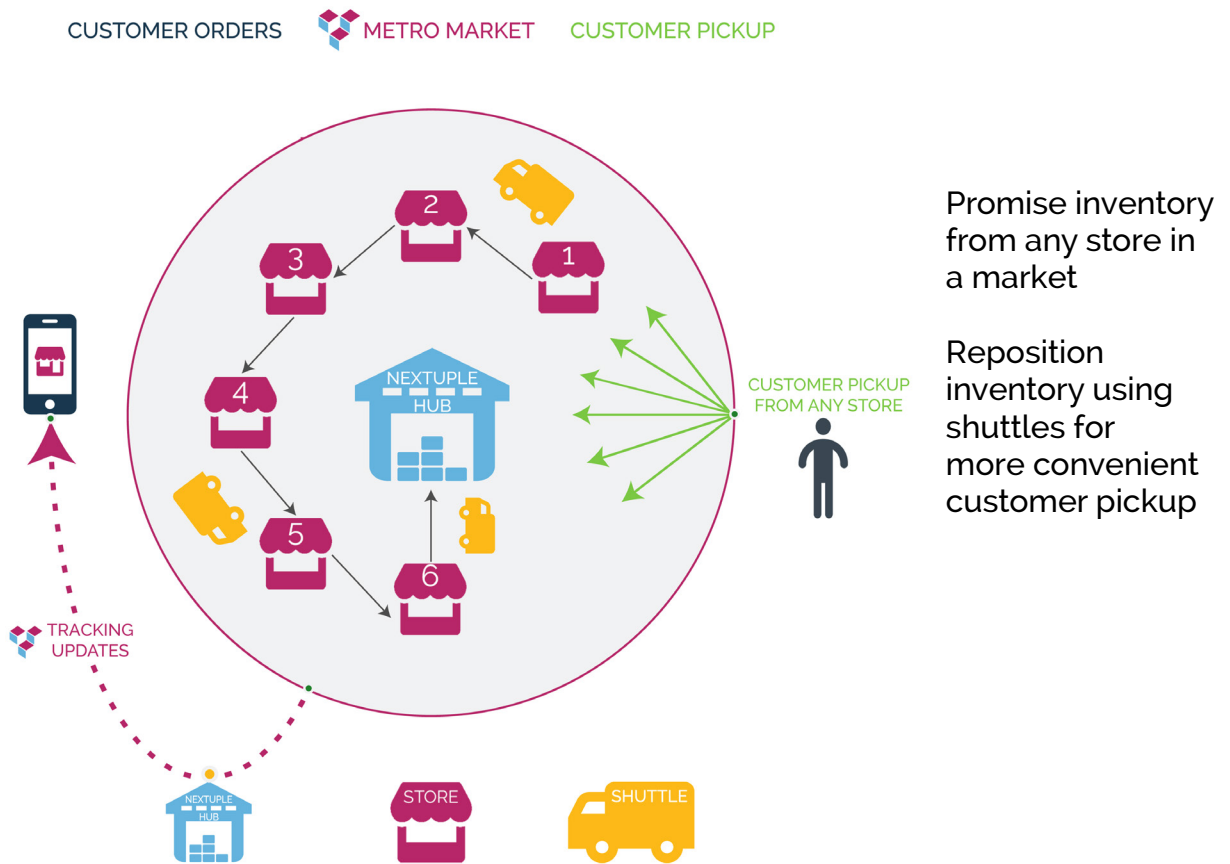 CUSTOMER ORDERS
METRO MARKET
CUSTOMER PICKUP
2
1
3
4
5
6
NEXTUPLE
HUB
CUSTOMER PICKUP
FROM ANY STORE
Promise inventory
from any store in
a market
Reposition
inventory using
shuttles for
more convenient
customer pickup
TRACKING
UPDATES
NEXTUPLE
HUB
STORE
SHUTTLE